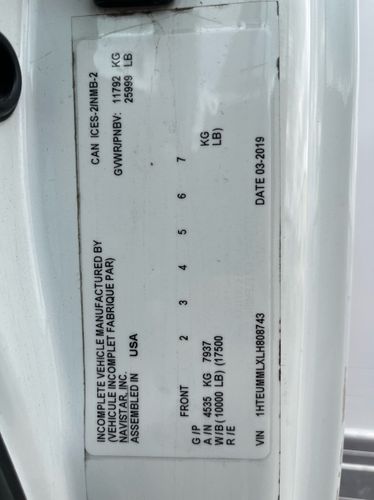 INCOMPLETE VEHICLE MANUFACTURED BY
(VEHICULE INCOMPLET FABRIQUE PAR)
NAVISTAR, INC.
ASSEMBLED IN USA
CAN ICES-2/NMB-2
GVWR/PNBV: 11792 KG
25999 LB
FRONT 2 3 4 5 6 7
G /P
A /N 4535 KG 7937 KG
W /B ( 10000 LB) (17500 LB)
R /E
VIN 1HTEUMMLXLH808743 DATE 03-2019